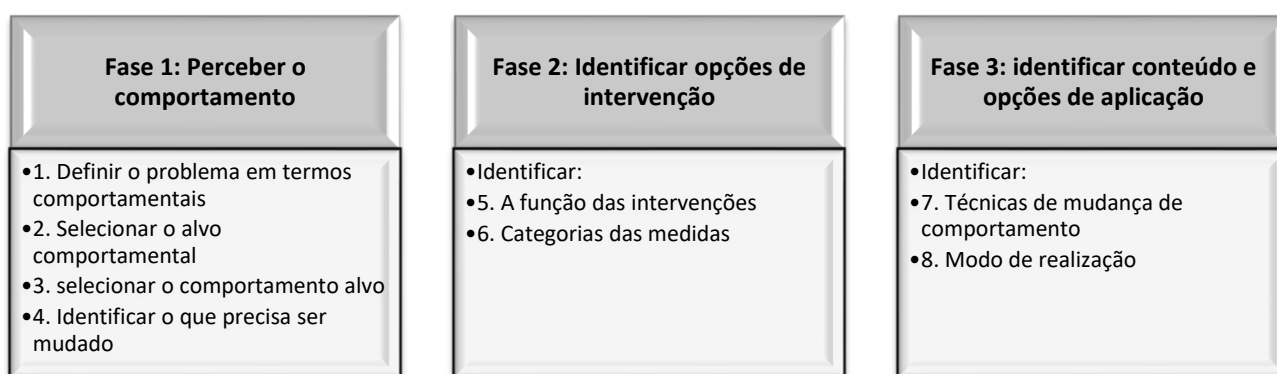 Fase 1: Perceber o
comportamento
•1. Definir o problema em termos
comportamentais
•2. Selecionar o alvo
comportamental
•3. selecionar o comportamento alvo
•4. Identificar o que precisa ser
mudado
Fase 2: Identificar opções de
intervenção
•Identificar:
•5. A função das intervenções
•6. Categorias das medidas
Fase 3: identificar conteúdo e
opções de aplicação
•Identificar:
•7. Técnicas de mudança de
comportamento
•8. Modo de realização